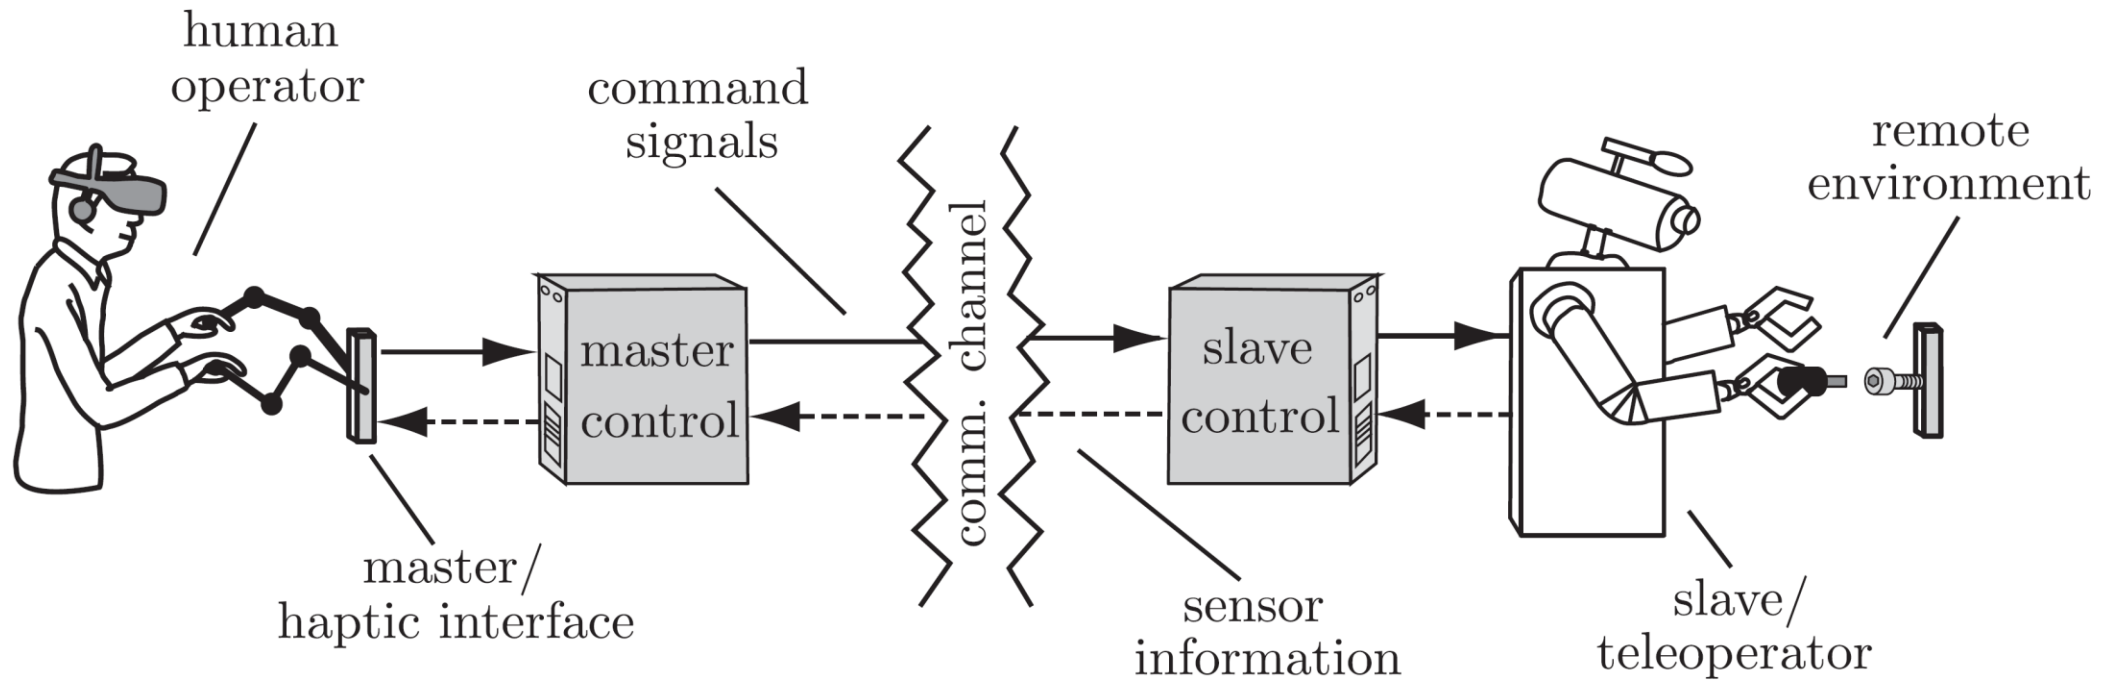 human
operator
command
signals
remote
environment
comm. channel
master
control
slave
control
master/
haptic interface
sensor
information
slave/
teleoperator